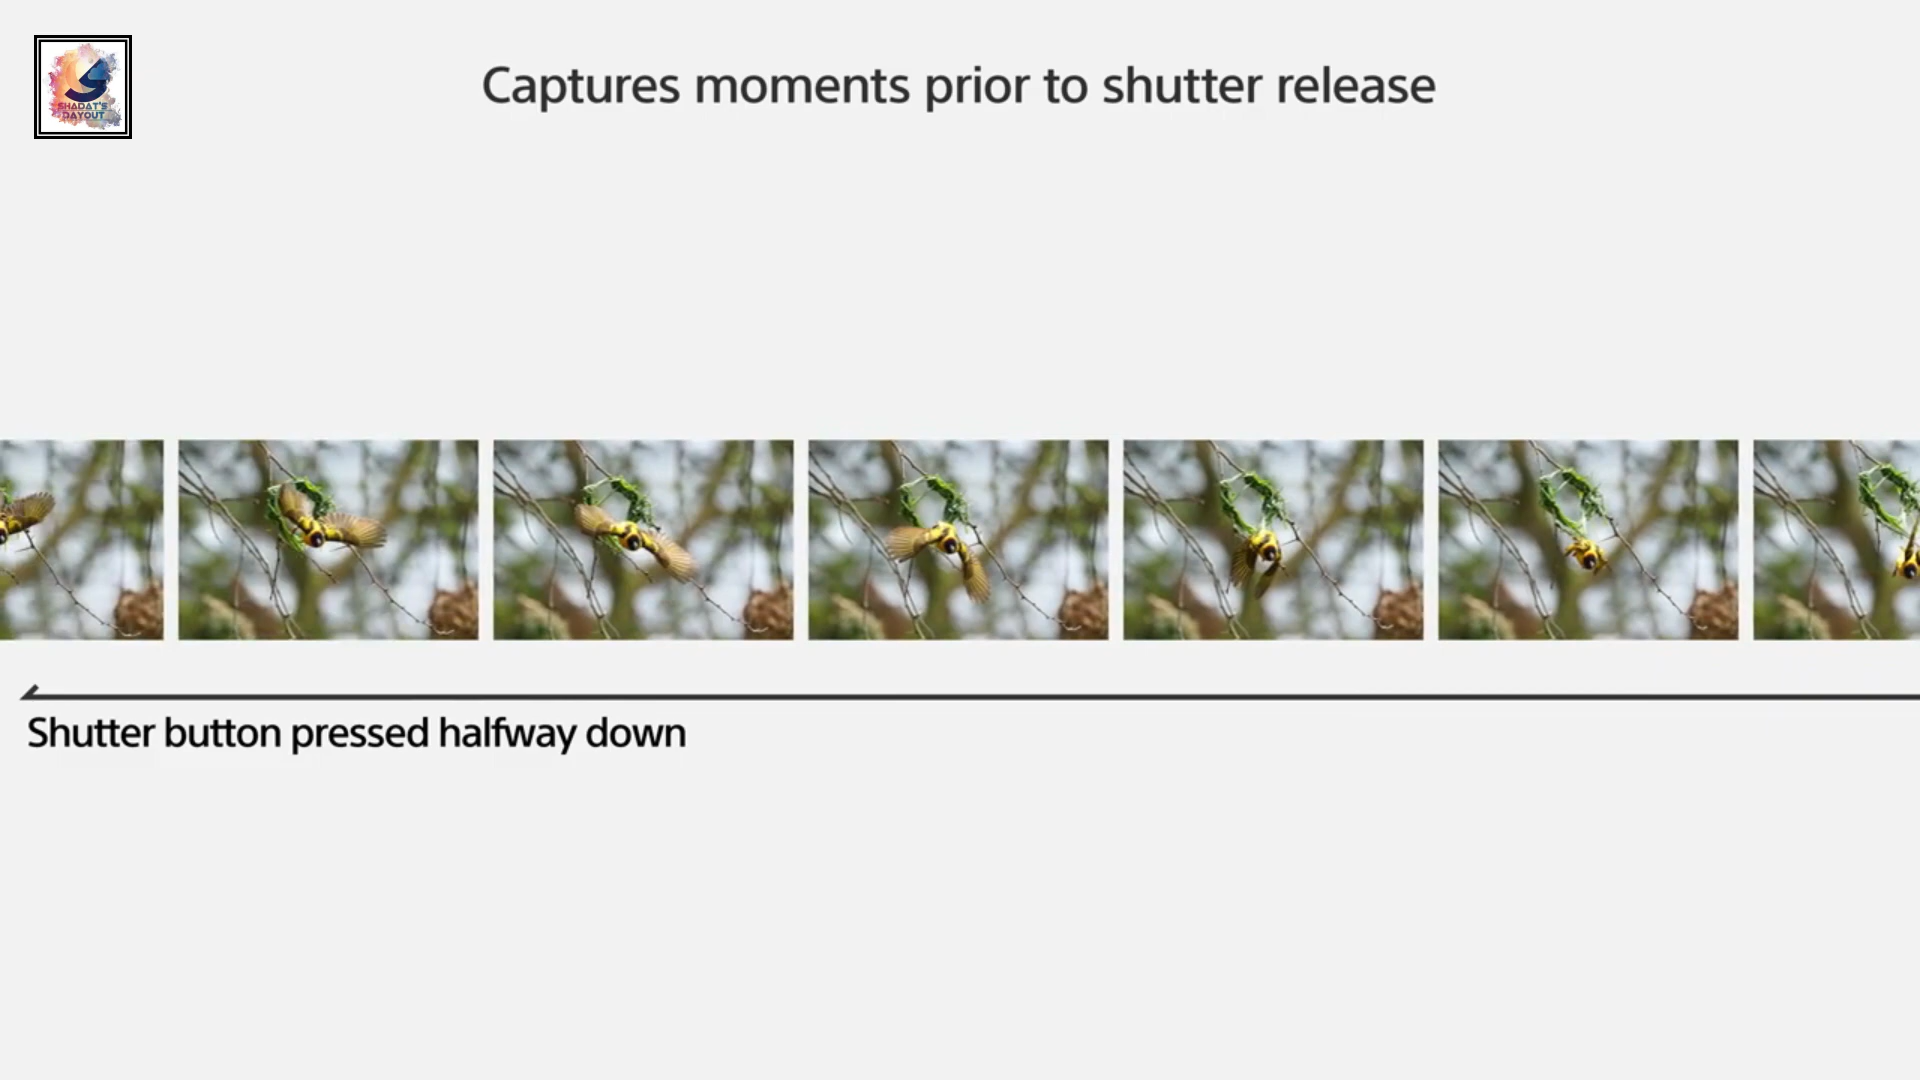 SHADAT'S
DAYOUT
Captures moments prior to shutter release
Shutter button pressed halfway down